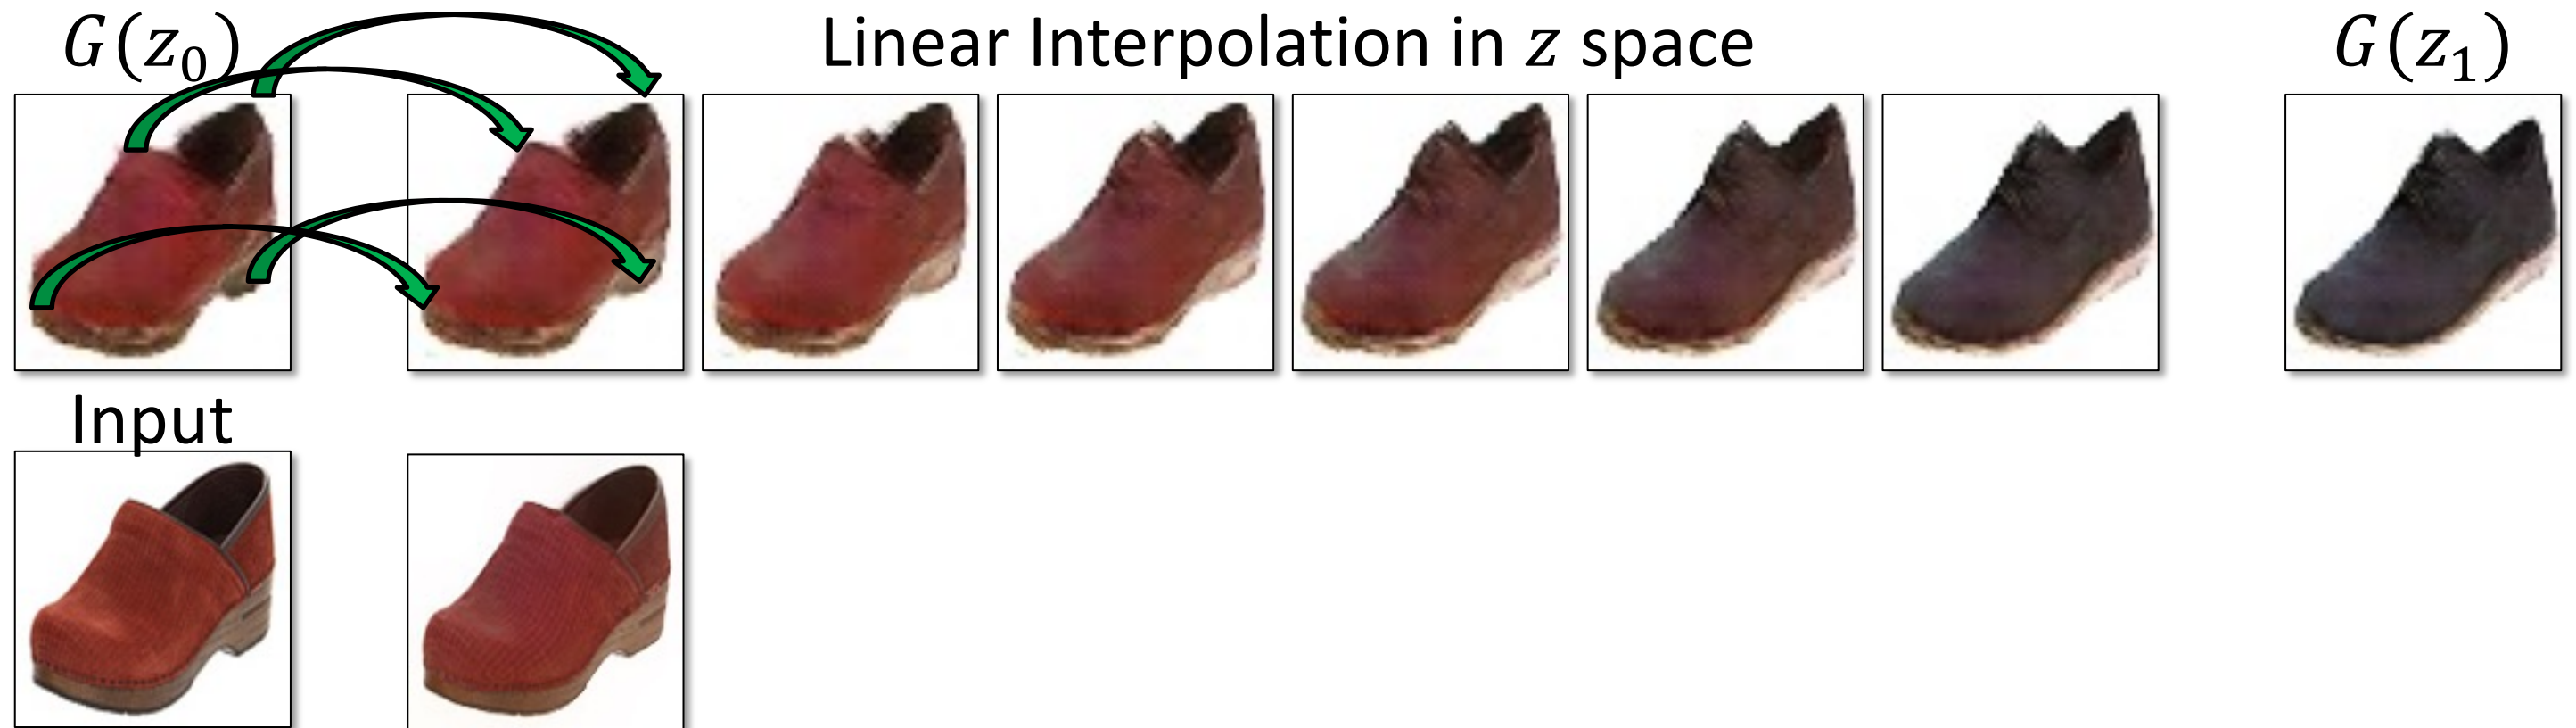 G(z₀) Linear Interpolation in z space G(z₁)
Input